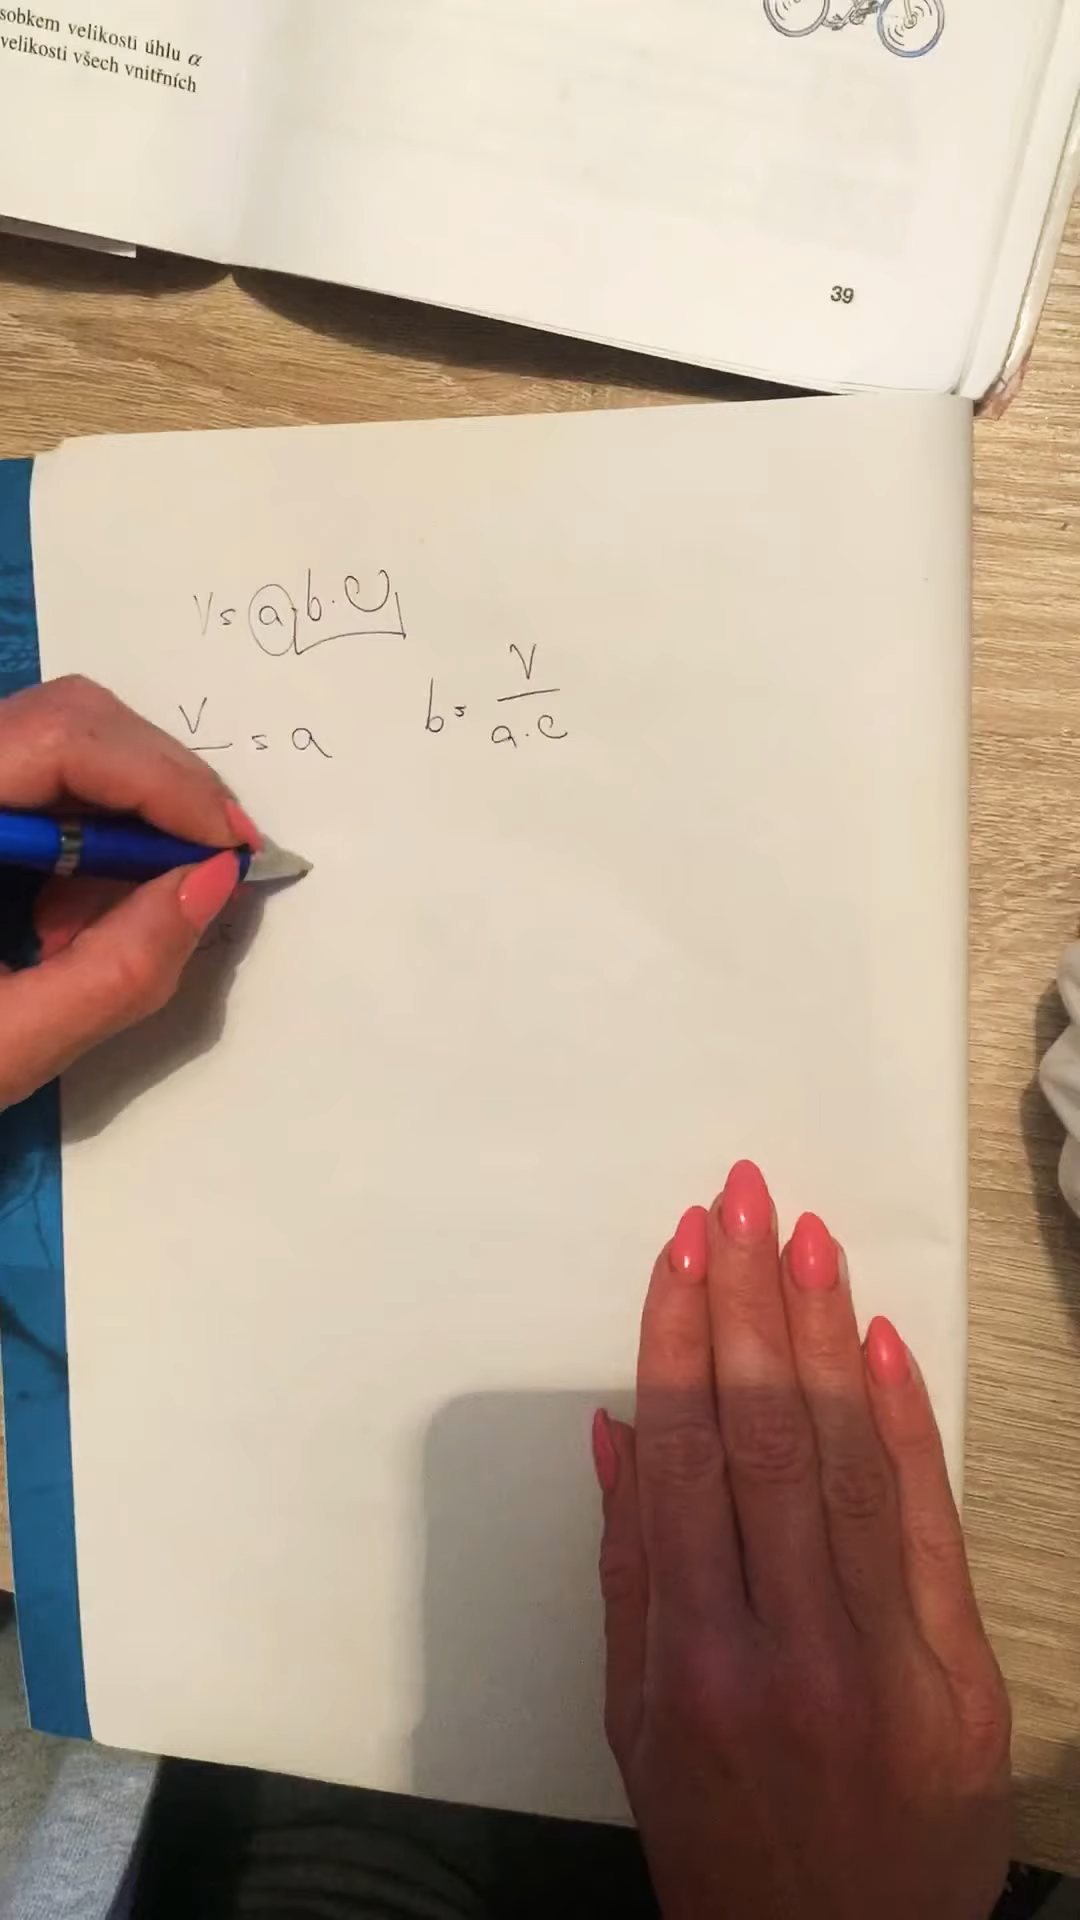 sobkem velikosti úhlu α
velikosti všech vnitřních
39
V = a · b · c
V
— = a
b = V
a · c